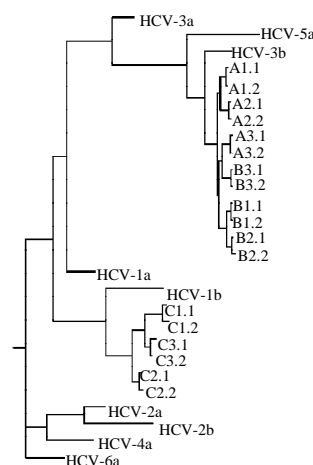 HCV-3a
HCV-5a
HCV-3b
A1.1
A1.2
A2.1
A2.2
A3.1
A3.2
B3.1
B3.2
B1.1
B1.2
B2.1
B2.2
HCV-1a
HCV-1b
C1.1
C1.2
C3.1
C3.2
C2.1
C2.2
HCV-2a
HCV-2b
HCV-4a
HCV-6a